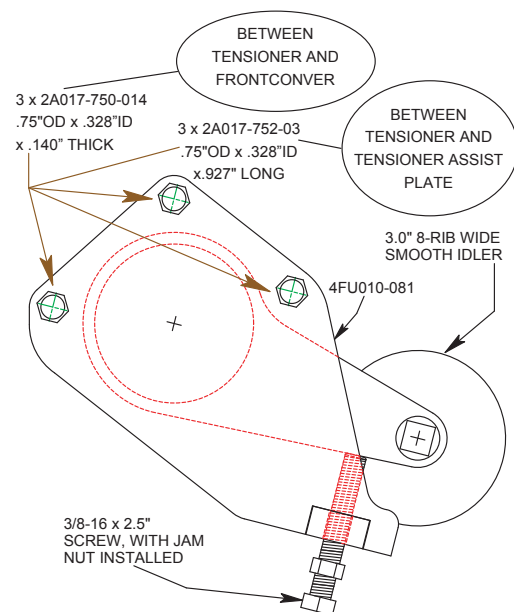 BETWEEN
TENSIONER AND
FRONTCONVER
3 x 2A017-750-014
.75"OD x .328"ID
x .140" THICK
3 x 2A017-752-03
.75"OD x .328"ID
x.927" LONG
BETWEEN
TENSIONER AND
TENSIONER ASSIST
PLATE
3.0" 8-RIB WIDE
SMOOTH IDLER
4FU010-081
3/8-16 x 2.5"
SCREW, WITH JAM
NUT INSTALLED